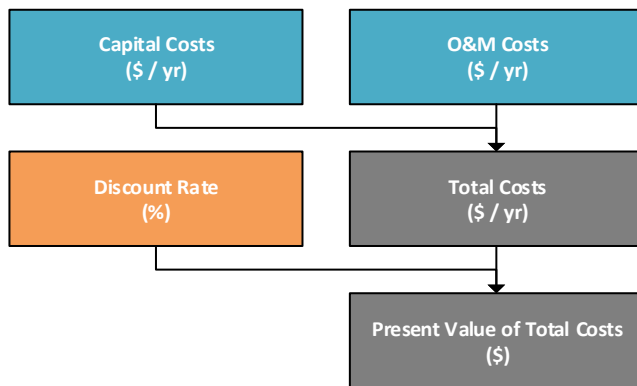 Capital Costs
($ / yr)
O&M Costs
($ / yr)
Discount Rate
(%)
Total Costs
($ / yr)
Present Value of Total Costs
($)